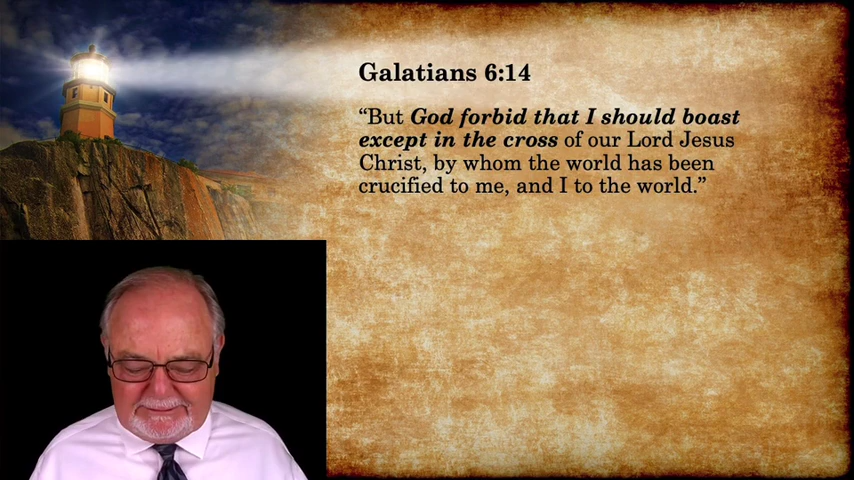 Galatians 6:14
“But God forbid that I should boast
except in the cross of our Lord Jesus
Christ, by whom the world has been
crucified to me, and I to the world.”